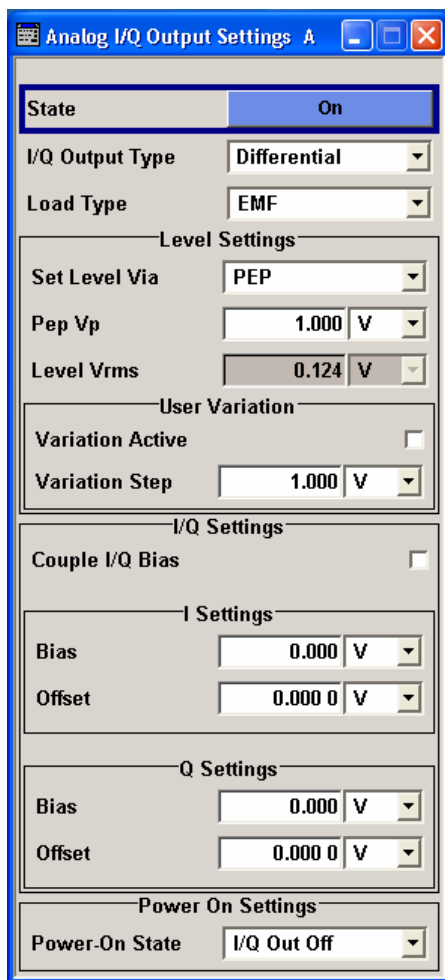 Analog I/Q Output Settings A
State On
I/Q Output Type Differential
Load Type EMF
Level Settings
Set Level Via PEP
Pep Vp 1.000 V
Level Vrms 0.124 V
User Variation
Variation Active
Variation Step 1.000 V
I/Q Settings
Couple I/Q Bias
I Settings
Bias 0.000 V
Offset 0.000 0 V
Q Settings
Bias 0.000 V
Offset 0.000 0 V
Power On Settings
Power-On State I/Q Out Off